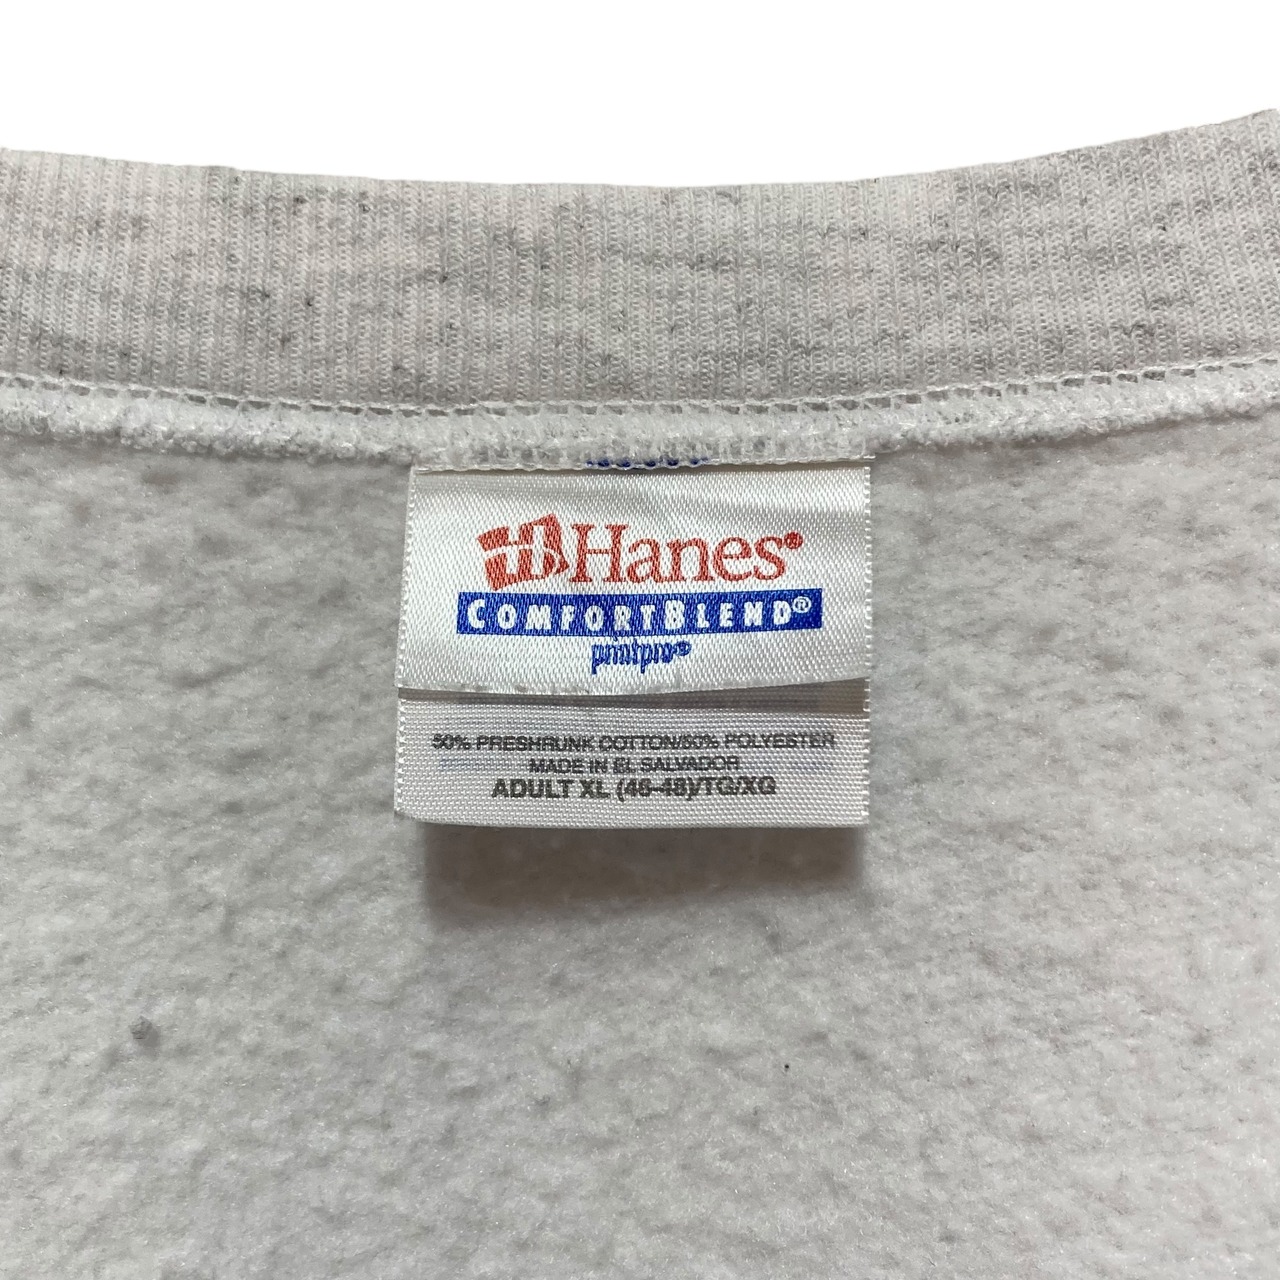 Hanes®
COMFORTBLEND®
printpro®
50% PRESHRUNK COTTON/50% POLYESTER
MADE IN EL SALVADOR
ADULT XL (46-48)/TG/XG